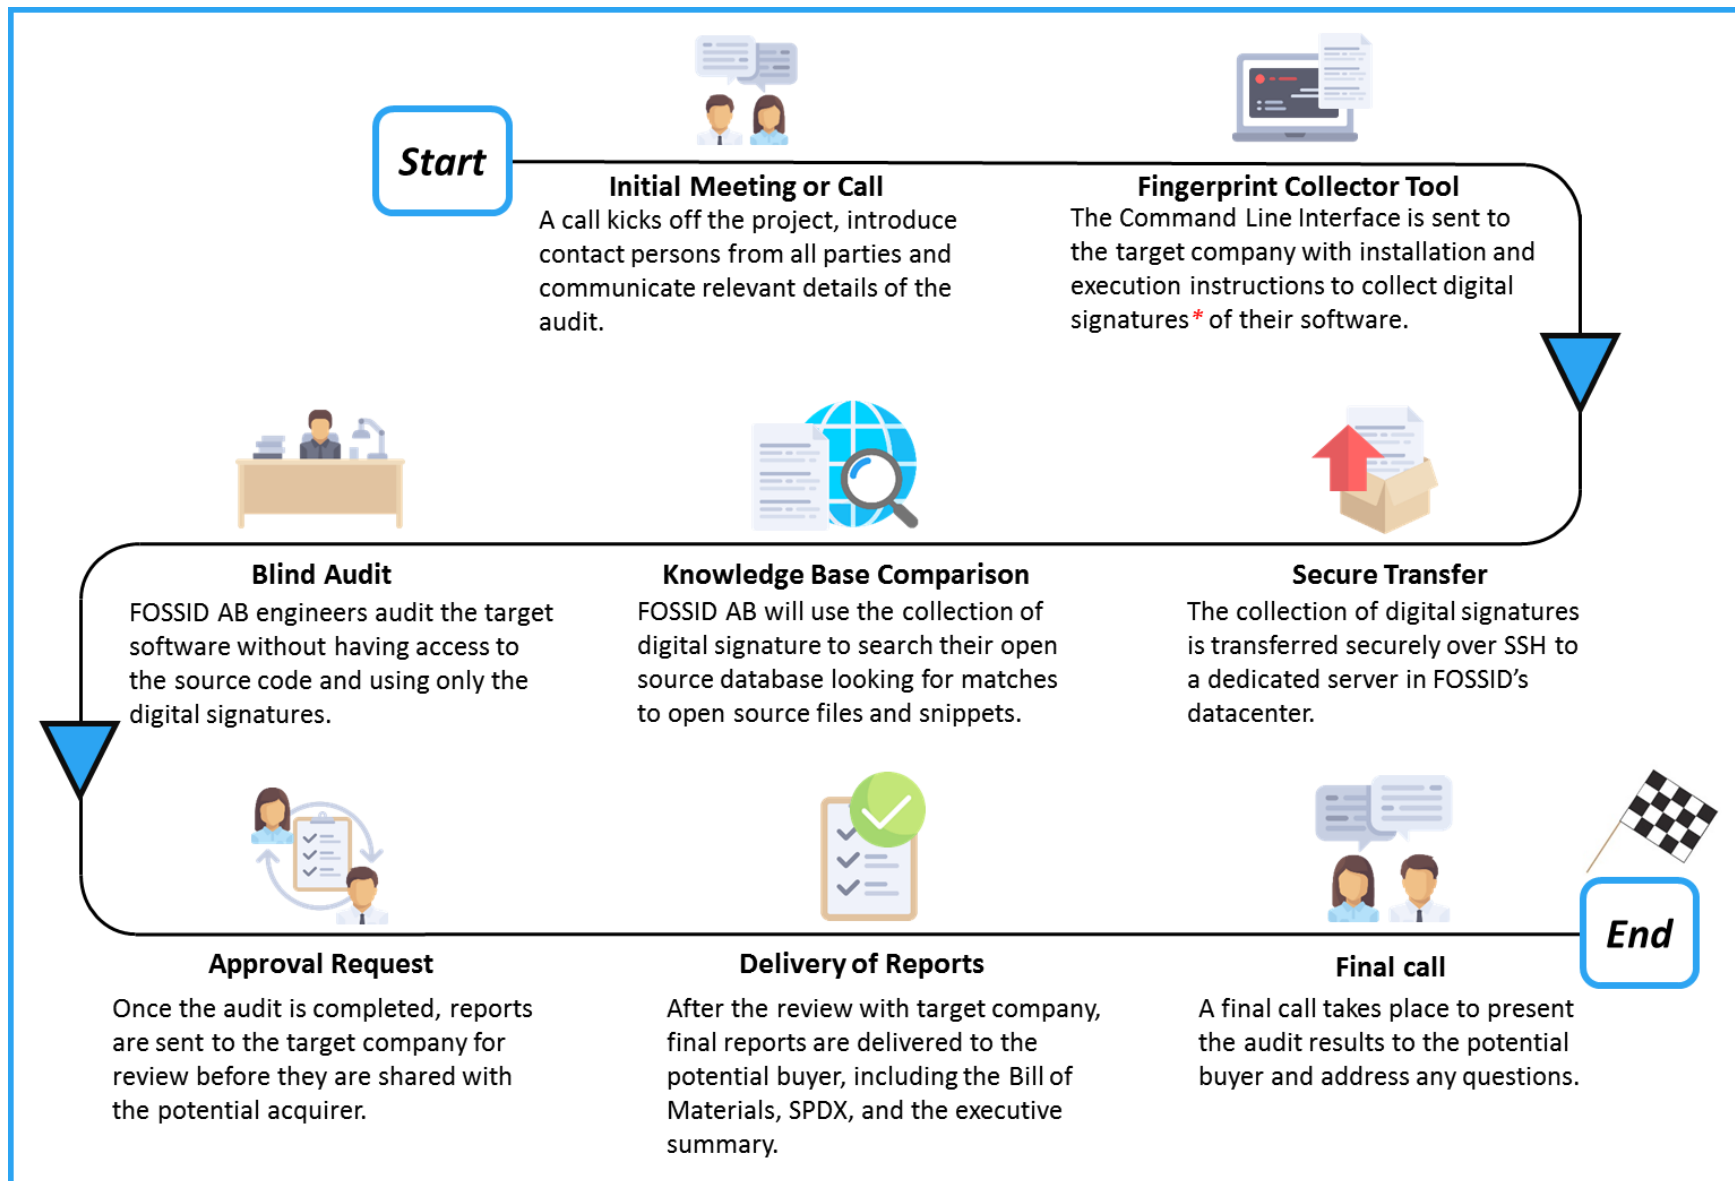 Start
Initial Meeting or Call
A call kicks off the project, introduce
contact persons from all parties and
communicate relevant details of the
audit.
Fingerprint Collector Tool
The Command Line Interface is sent to
the target company with installation and
execution instructions to collect digital
signatures* of their software.
Secure Transfer
The collection of digital signatures
is transferred securely over SSH to
a dedicated server in FOSSID’s
datacenter.
Knowledge Base Comparison
FOSSID AB will use the collection of
digital signature to search their open
source database looking for matches
to open source files and snippets.
Blind Audit
FOSSID AB engineers audit the target
software without having access to
the source code and using only the
digital signatures.
Approval Request
Once the audit is completed, reports
are sent to the target company for
review before they are shared with
the potential acquirer.
Delivery of Reports
After the review with target company,
final reports are delivered to the
potential buyer, including the Bill of
Materials, SPDX, and the executive
summary.
Final call
A final call takes place to present
the audit results to the potential
buyer and address any questions.
End